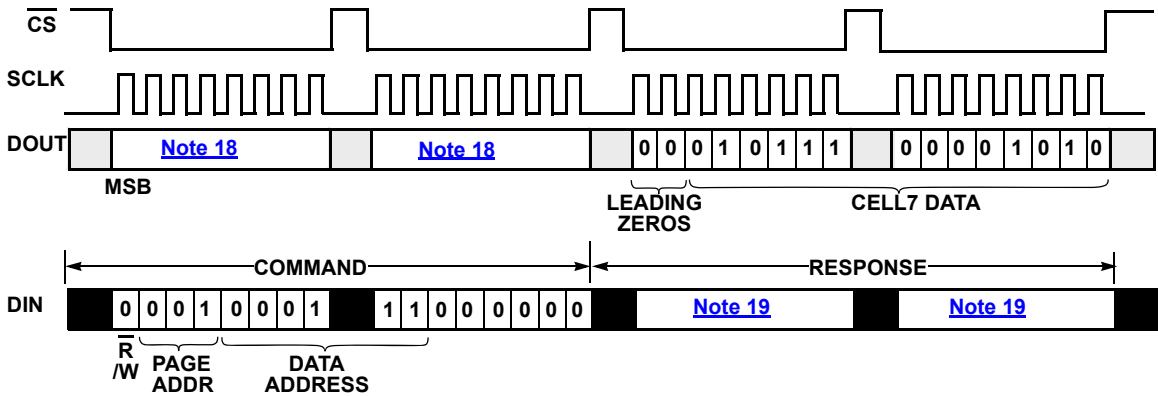 CS
SCLK
DOUT Note 18 Note 18 0 0 0 1 0 1 1 1 0 0 0 0 1 0 1 0
MSB
LEADING ZEROS
CELL7 DATA
COMMAND
RESPONSE
DIN 0 0 0 1 0 0 0 1 1 1 0 0 0 0 0 0 Note 19 Note 19
R
/W
PAGE ADDR
DATA ADDRESS